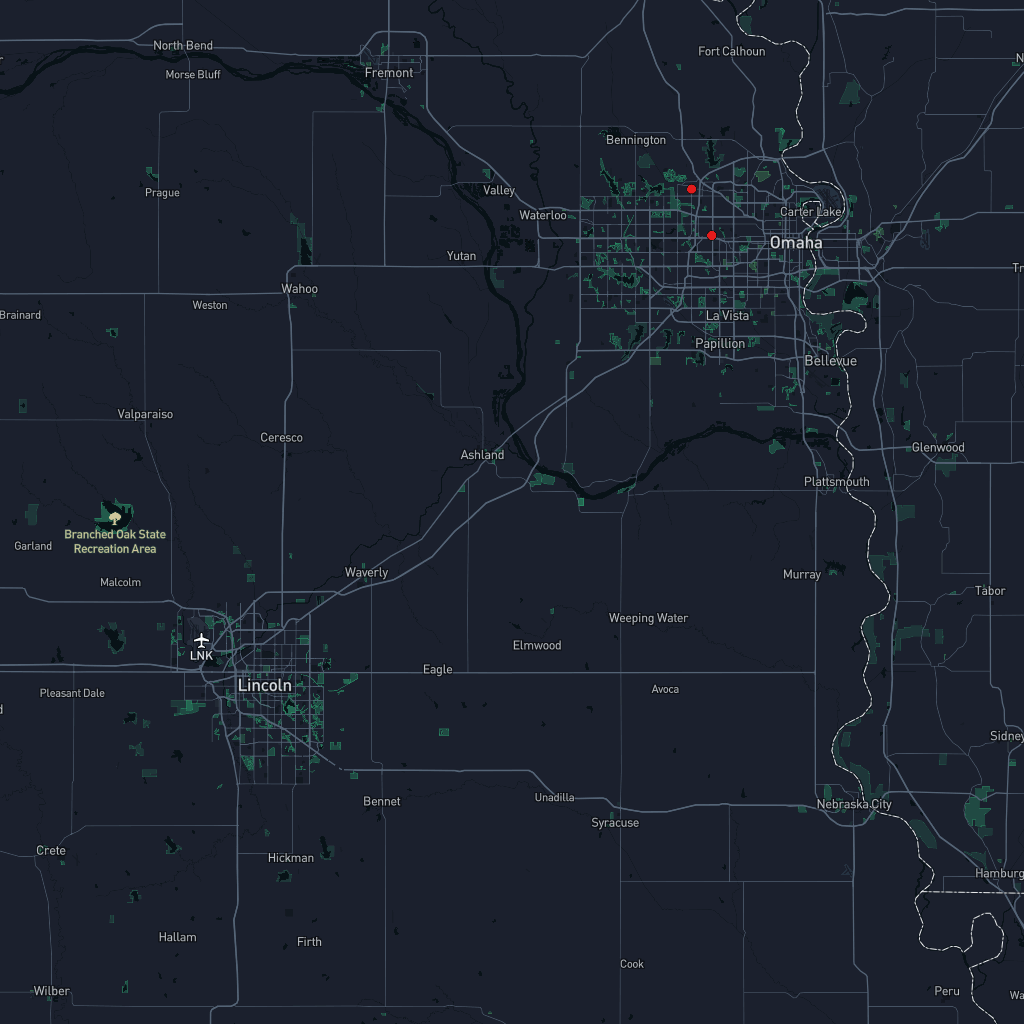 North Bend
Fort Calhoun
Morse Bluff
Fremont
Bennington
Prague
Valley
Waterloo
Carter Lake
Omaha
Yutan
Wahoo
Weston
Brainard
La Vista
Papillion
Bellevue
Valparaiso
Ceresco
Ashland
Glenwood
Plattsmouth
Branched Oak State
Recreation Area
Garland
Malcolm
Waverly
Murray
Tabor
Weeping Water
Elmwood
LNK
Eagle
Lincoln
Pleasant Dale
Avoca
Sidney
Bennet
Unadilla
Nebraska City
Syracuse
Crete
Hickman
Hamburg
Hallam
Firth
Cook
Wilber
Peru